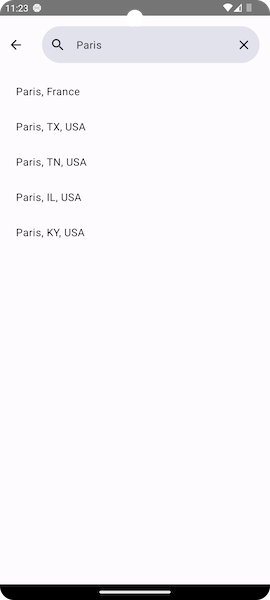 11:23
Paris
Paris, France
Paris, TX, USA
Paris, TN, USA
Paris, IL, USA
Paris, KY, USA